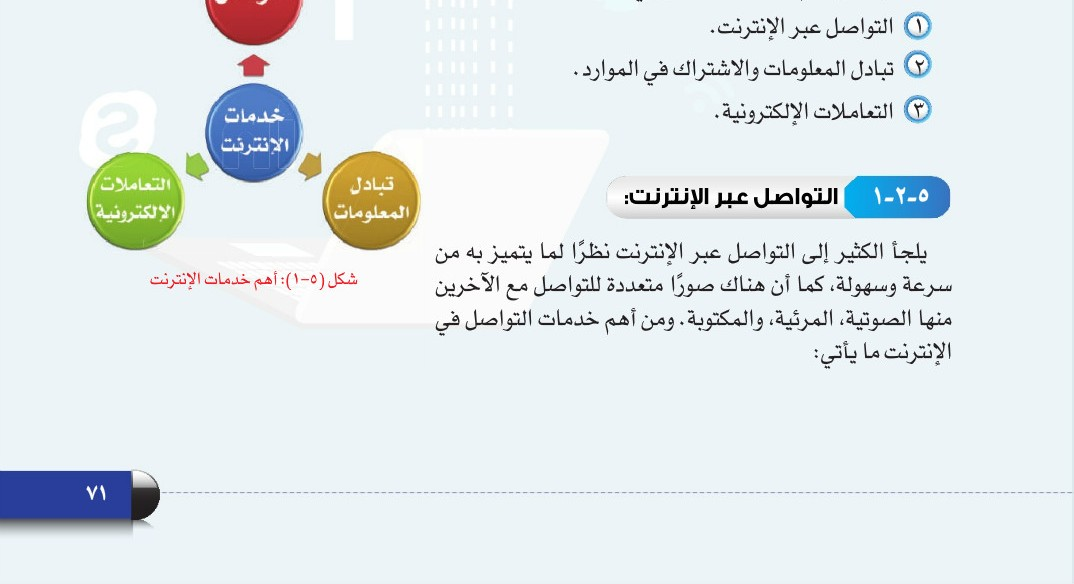 ١ التواصل عبر الإنترنت.
٢ تبادل المعلومات والاشتراك في الموارد.
٣ التعاملات الإلكترونية.
خدمات
الإنترنت
تبادل
المعلومات
التعاملات
الإلكترونية
شكل (٥-١): أهم خدمات الإنترنت
٥-٢-١ التواصل عبر الإنترنت:
يلجأ الكثير إلى التواصل عبر الإنترنت نظرًا لما يتميز به من
سرعة وسهولة، كما أن هناك صورًا متعددة للتواصل مع الآخرين
منها الصوتية، المرئية، والمكتوبة. ومن أهم خدمات التواصل في
الإنترنت ما يأتي:
٧١